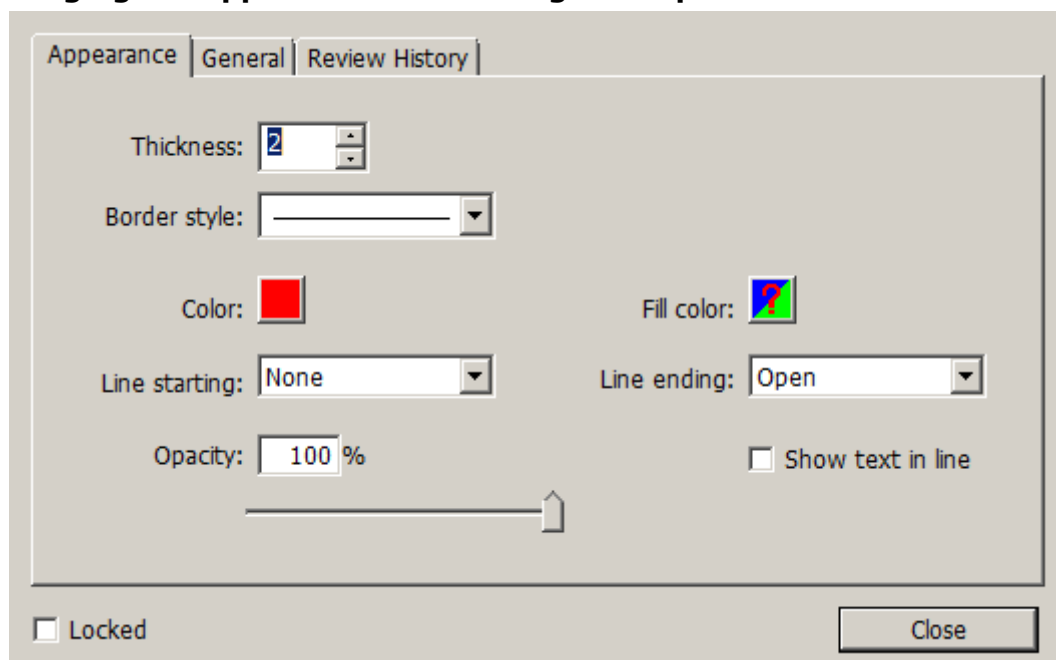 Appearance General Review History
Thickness: 2
Border style:
Color: Fill color: ?
Line starting: None Line ending: Open
Opacity: 100 %
Show text in line
Locked Close